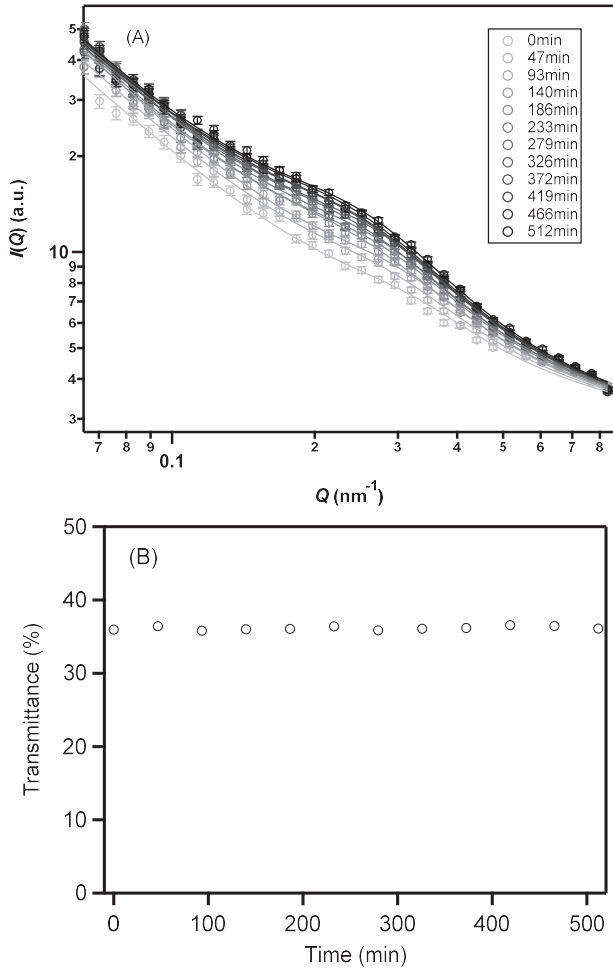 (A)
0min
47min
93min
140min
186min
233min
279min
326min
372min
419min
466min
512min
5
4
3
2
10
9
8
7
6
5
4
3
I(Q) (a.u.)
7 8 9 0.1 2 3 4 5 6 7 8
Q (nm⁻¹)
(B)
50
40
30
20
10
0
Transmittance (%)
0 100 200 300 400 500
Time (min)